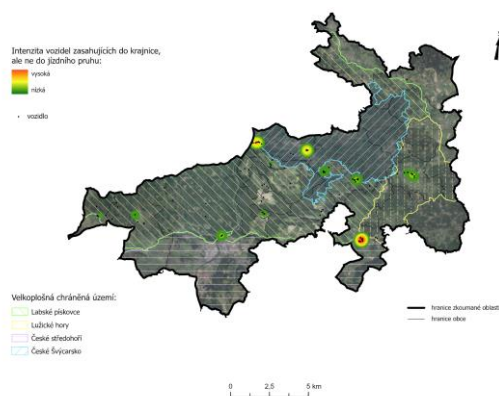 Intenzita vozidel zasahujících do krajnice,
ale ne do jízdního pruhu:
vysoká
nízká
vozidlo
Velkoplošná chráněná území:
Labské pískovce
Lužické hory
České středohoří
České Švýcarsko
hranice zkoumané oblasti
hranice obce
0 2,5 5 km